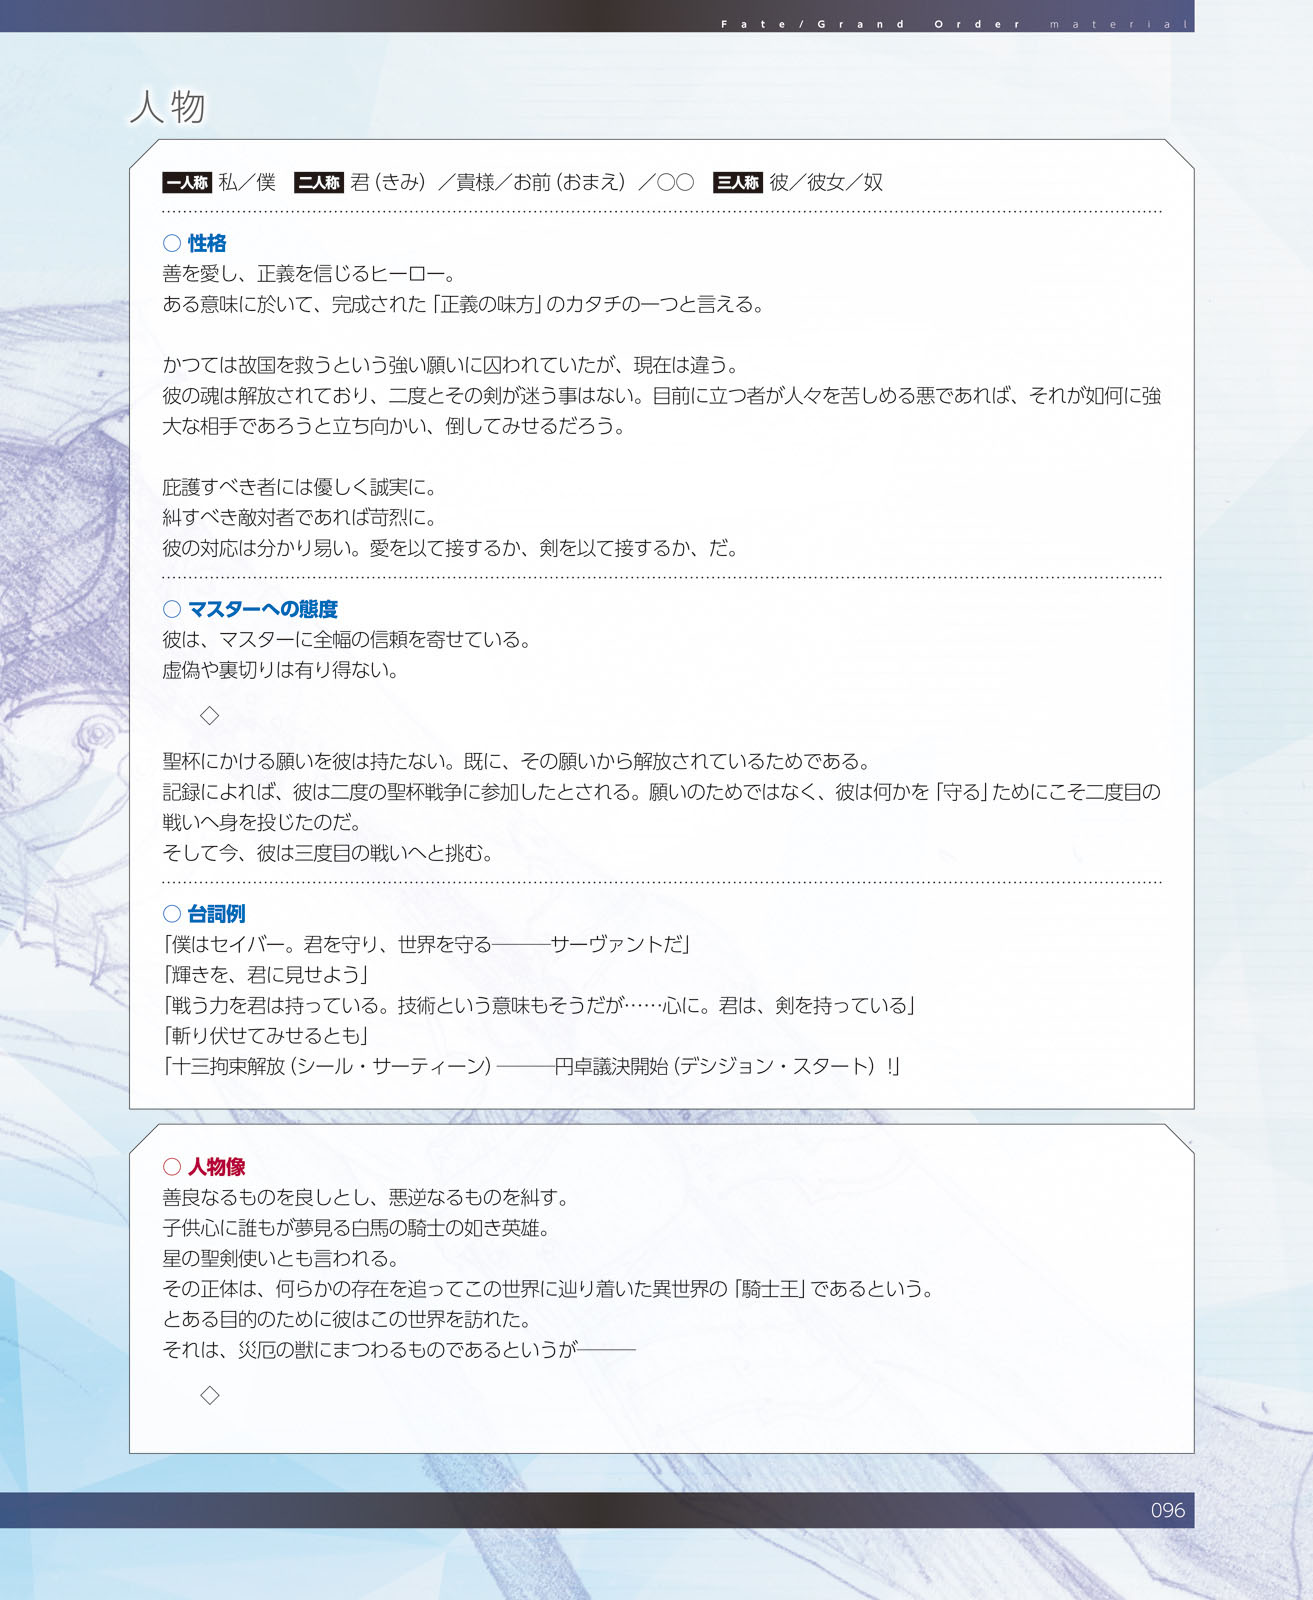 Fate/Grand Order material
人物
一人称 私／僕 二人称 君（きみ）／貴様／お前（おまえ）／○○ 三人称 彼／彼女／奴
○ 性格
善を愛し、正義を信じるヒーロー。
ある意味に於いて、完成された「正義の味方」のカタチの一つと言える。
かつては故国を救うという強い願いに囚われていたが、現在は違う。
彼の魂は解放されており、二度とその剣が迷う事はない。目前に立つ者が人々を苦しめる悪であれば、それが如何に強
大な相手であろうと立ち向かい、倒してみせるだろう。
庇護すべき者には優しく誠実に。
糾すべき敵対者であれば苛烈に。
彼の対応は分かり易い。愛を以て接するか、剣を以て接するか、だ。
○ マスターへの態度
彼は、マスターに全幅の信頼を寄せている。
虚偽や裏切りは有り得ない。
◇
聖杯にかける願いを彼は持たない。既に、その願いから解放されているためである。
記録によれば、彼は二度の聖杯戦争に参加したとされる。願いのためではなく、彼は何かを「守る」ためにこそ二度目の
戦いへ身を投じたのだ。
そして今、彼は三度目の戦いへと挑む。
○ 台詞例
「僕はセイバー。君を守り、世界を守る―――サーヴァントだ」
「輝きを、君に見せよう」
「戦う力を君は持っている。技術という意味もそうだが……心に。君は、剣を持っている」
「斬り伏せてみせるとも」
「十三拘束解放（シール・サーティーン）―――円卓議決開始（デシジョン・スタート）！」
○ 人物像
善良なるものを良しとし、悪逆なるものを糾す。
子供心に誰もが夢見る白馬の騎士の如き英雄。
星の聖剣使いとも言われる。
その正体は、何らかの存在を追ってこの世界に辿り着いた異世界の「騎士王」であるという。
とある目的のために彼はこの世界を訪れた。
それは、災厄の獣にまつわるものであるというが―――
◇
096